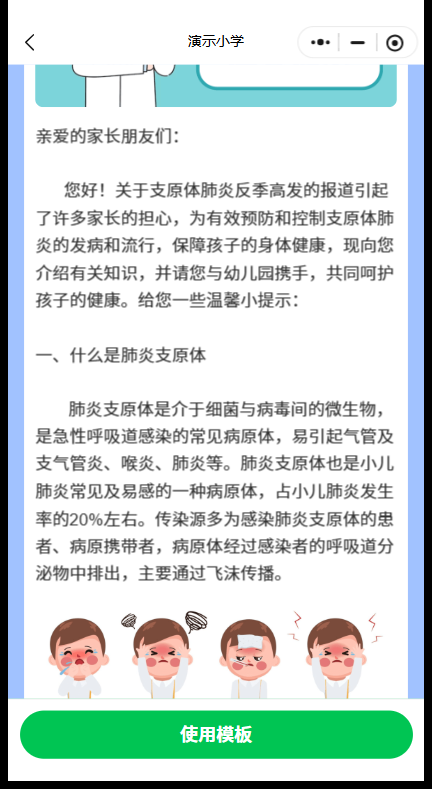 演示小学
亲爱的家长朋友们：
您好！关于支原体肺炎反季高发的报道引起
了许多家长的担心，为有效预防和控制支原体肺
炎的发病和流行，保障孩子的身体健康，现向您
介绍有关知识，并请您与幼儿园携手，共同呵护
孩子的健康。给您一些温馨小提示：
一、什么是肺炎支原体
肺炎支原体是介于细菌与病毒间的微生物，
是急性呼吸道感染的常见病原体，易引起气管及
支气管炎、喉炎、肺炎等。肺炎支原体也是小儿
肺炎常见及易感的一种病原体，占小儿肺炎发生
率的20%左右。传染源多为感染肺炎支原体的患
者、病原携带者，病原体经过感染者的呼吸道分
泌物中排出，主要通过飞沫传播。
使用模板